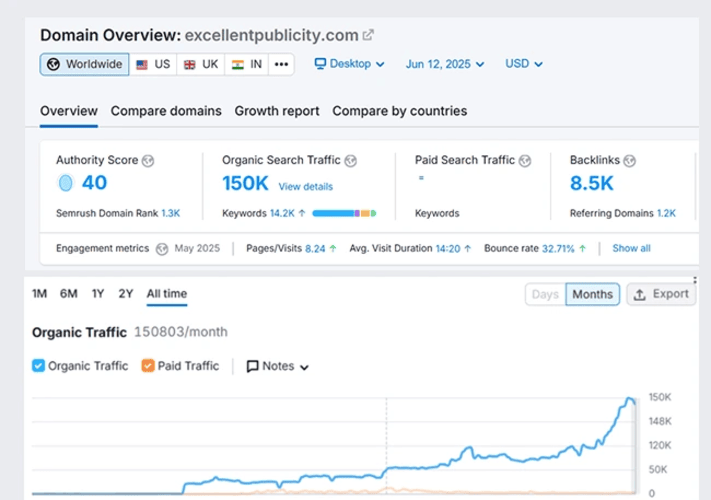 Domain Overview: excellentpublicity.com
Worldwide US UK IN •••
Desktop Jun 12, 2025 USD
Overview Compare domains Growth report Compare by countries
Authority Score Organic Search Traffic Paid Search Traffic Backlinks
40 150K View details 8.5K
Semrush Domain Rank 1.3K Keywords 14.2K ↑ Keywords Referring Domains 1.2K
Engagement metrics May 2025 Pages/Visits 8.24 ↑ Avg. Visit Duration 14:20 ↑ Bounce rate 32.71% ↑ Show all
1M 6M 1Y 2Y All time Days Months Export
Organic Traffic 150803/month
Organic Traffic Paid Traffic Notes
150K
148K
120K
50K
0